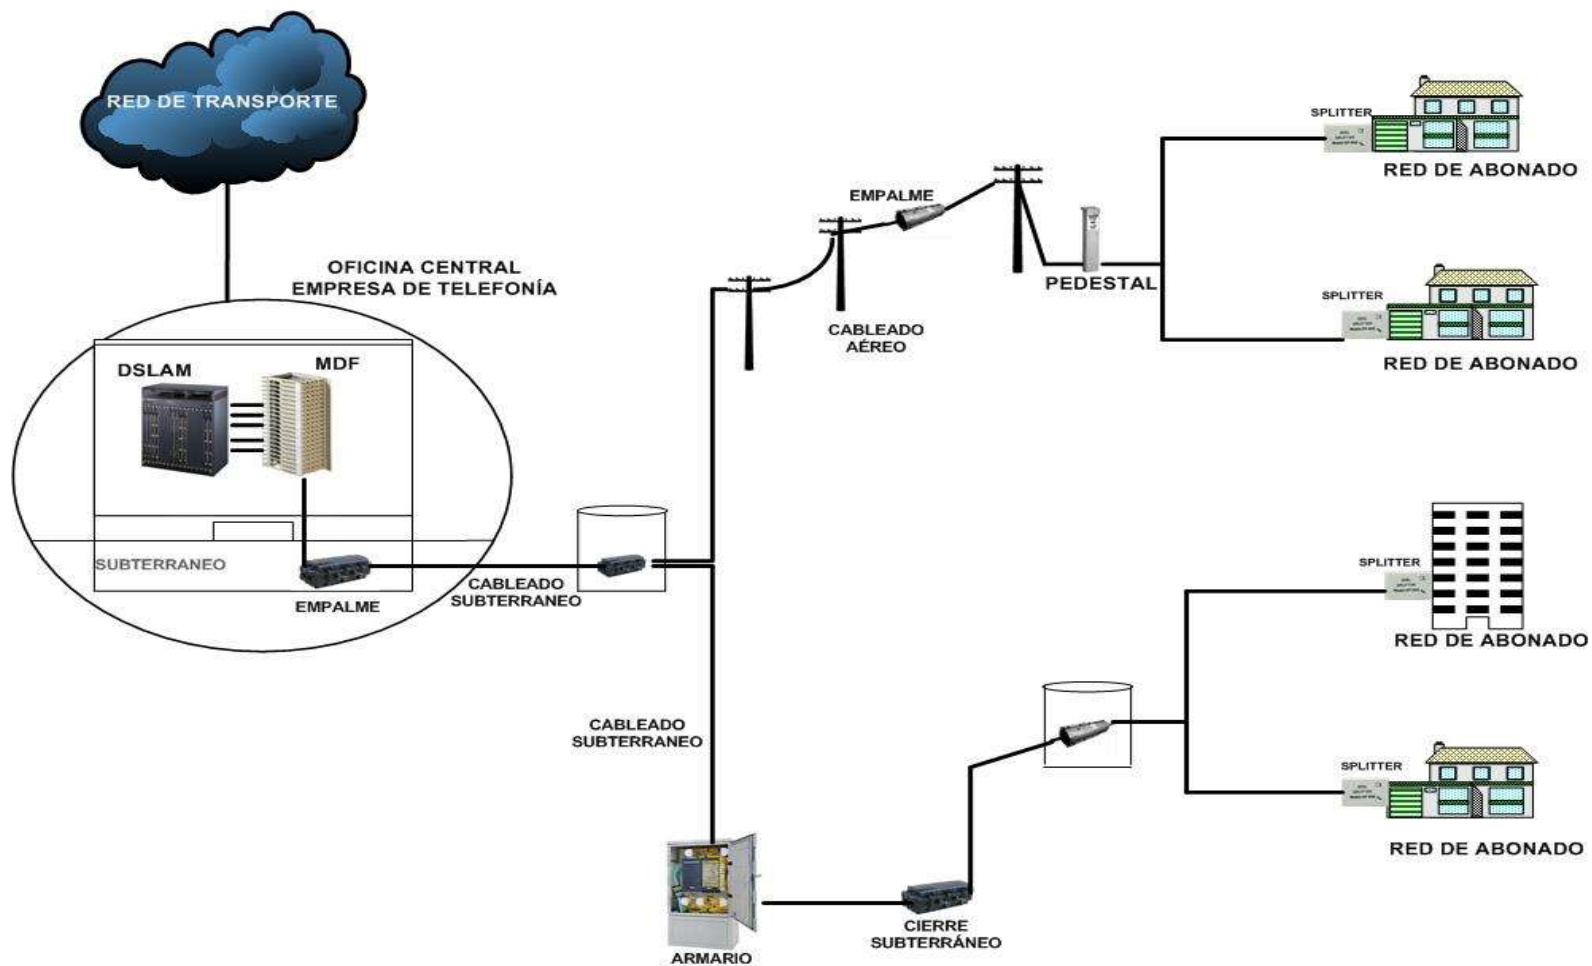 RED DE TRANSPORTE
OFICINA CENTRAL
EMPRESA DE TELEFONÍA
DSLAM
MDF
SUBTERRANEO
EMPALME
CABLEADO
SUBTERRANEO
EMPALME
CABLEADO
AÉREO
PEDESTAL
SPLITTER
RED DE ABONADO
SPLITTER
RED DE ABONADO
CABLEADO
SUBTERRANEO
ARMARIO
CIERRE
SUBTERRÁNEO
SPLITTER
RED DE ABONADO
SPLITTER
RED DE ABONADO